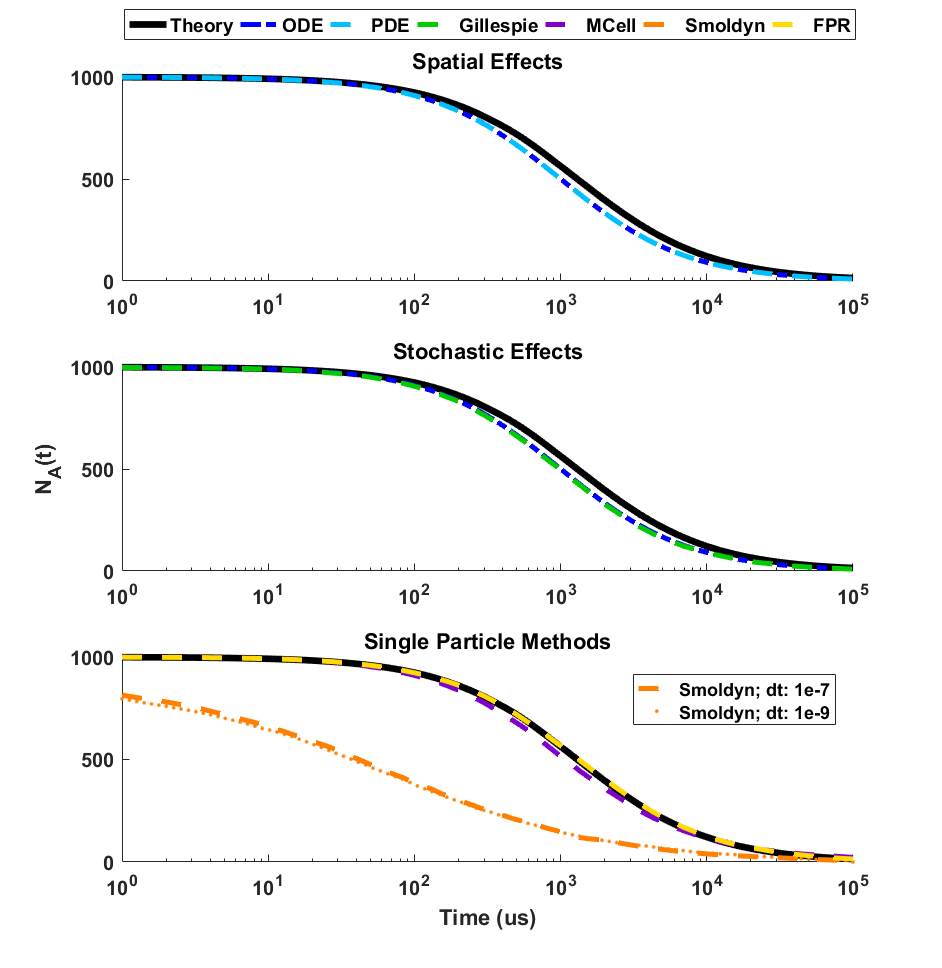 Theory ODE PDE Gillespie MCell Smoldyn FPR
Spatial Effects
1000
500
0
10^0 10^1 10^2 10^3 10^4 10^5
Stochastic Effects
1000
500
0
N_A(t)
10^0 10^1 10^2 10^3 10^4 10^5
Single Particle Methods
1000
500
0
Smoldyn; dt: 1e-7
Smoldyn; dt: 1e-9
10^0 10^1 10^2 10^3 10^4 10^5
Time (us)